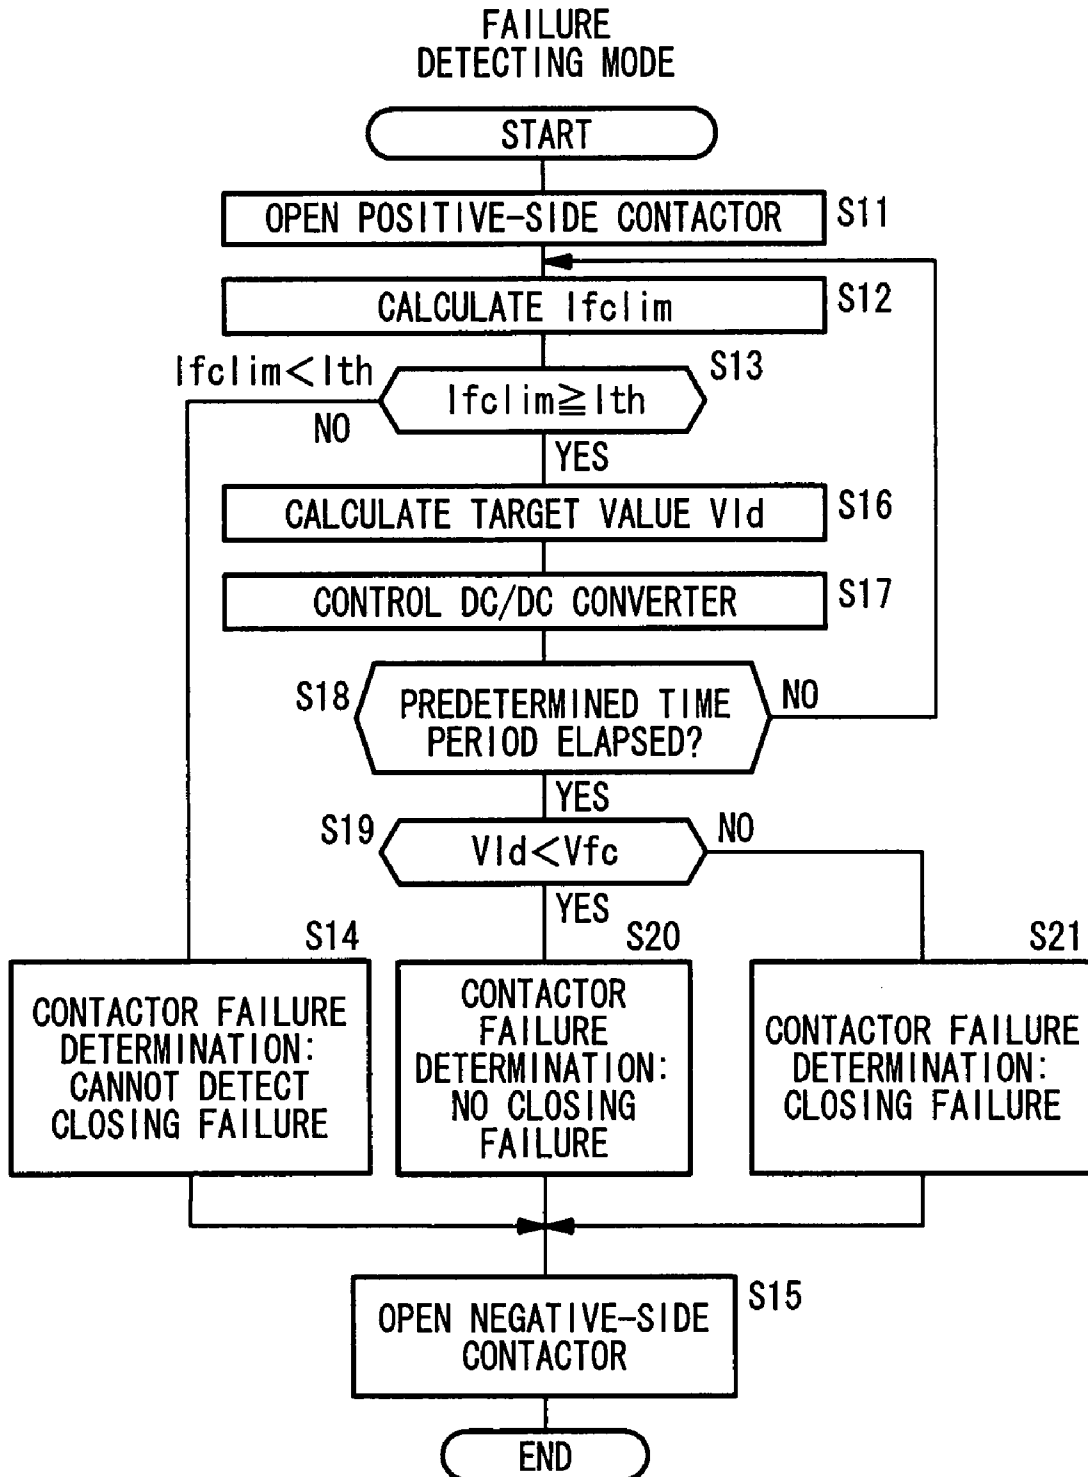 FAILURE
DETECTING MODE
START
OPEN POSITIVE-SIDE CONTACTOR
S11
CALCULATE Ifclim
S12
Ifclim<Ith
NO
Ifclim≧Ith
S13
YES
CALCULATE TARGET VALUE Vld
S16
CONTROL DC/DC CONVERTER
S17
S18
PREDETERMINED TIME
PERIOD ELAPSED?
NO
YES
S19
Vld<Vfc
NO
YES
S14
CONTACTOR FAILURE
DETERMINATION:
CANNOT DETECT
CLOSING FAILURE
S20
CONTACTOR
FAILURE
DETERMINATION:
NO CLOSING
FAILURE
S21
CONTACTOR FAILURE
DETERMINATION:
CLOSING FAILURE
OPEN NEGATIVE-SIDE
CONTACTOR
S15
END